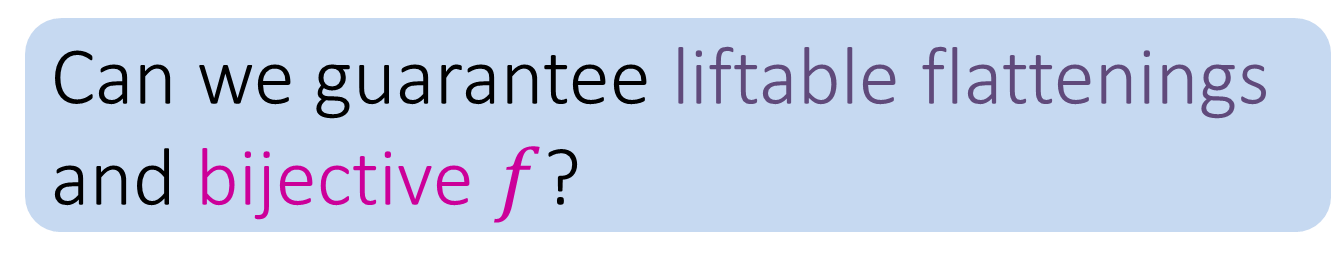 Can we guarantee liftable flattenings
and bijective f ?